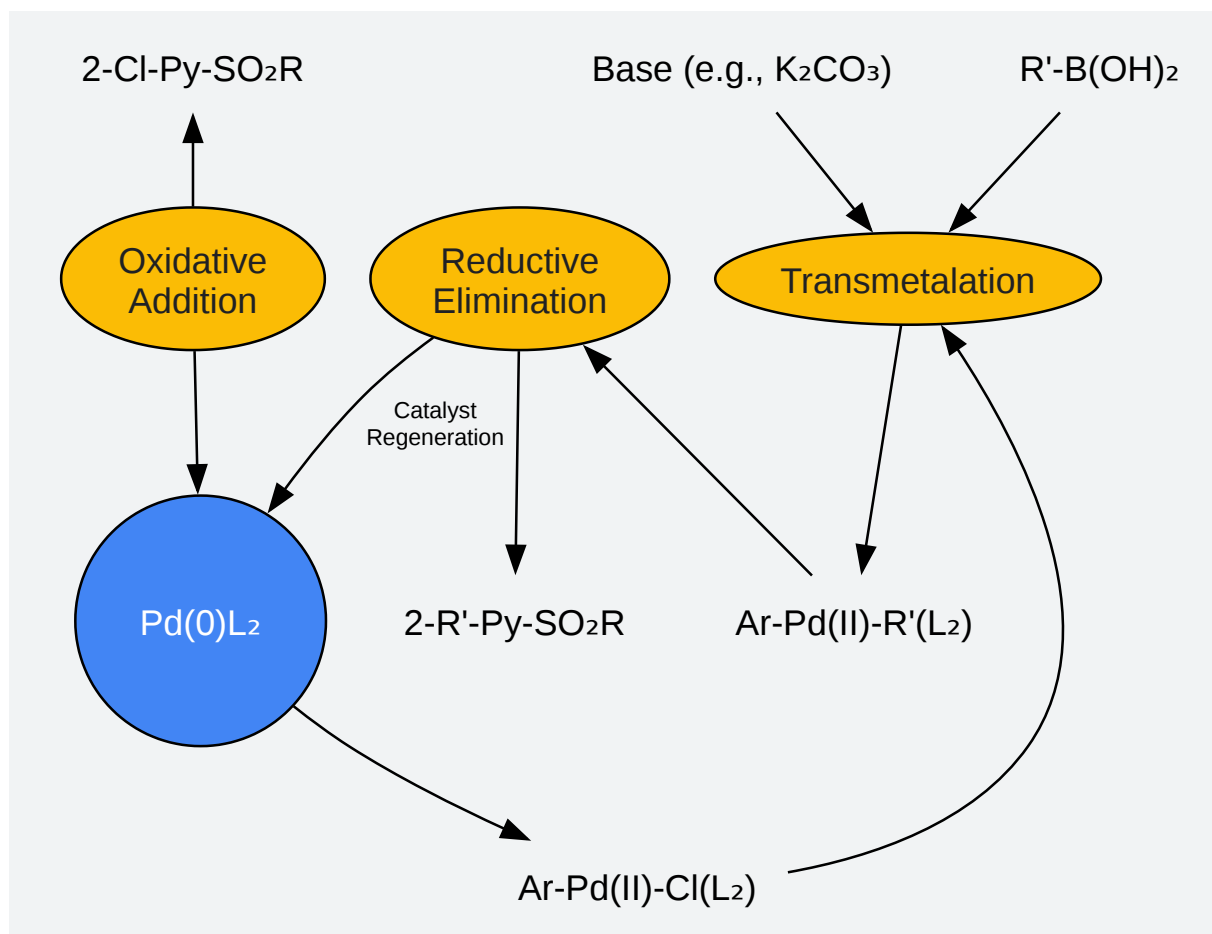 2-Cl-Py-SO₂R
Base (e.g., K₂CO₃)
R'-B(OH)₂
Oxidative
Addition
Reductive
Elimination
Transmetalation
Catalyst
Regeneration
Pd(0)L₂
2-R'-Py-SO₂R
Ar-Pd(II)-R'(L₂)
Ar-Pd(II)-Cl(L₂)